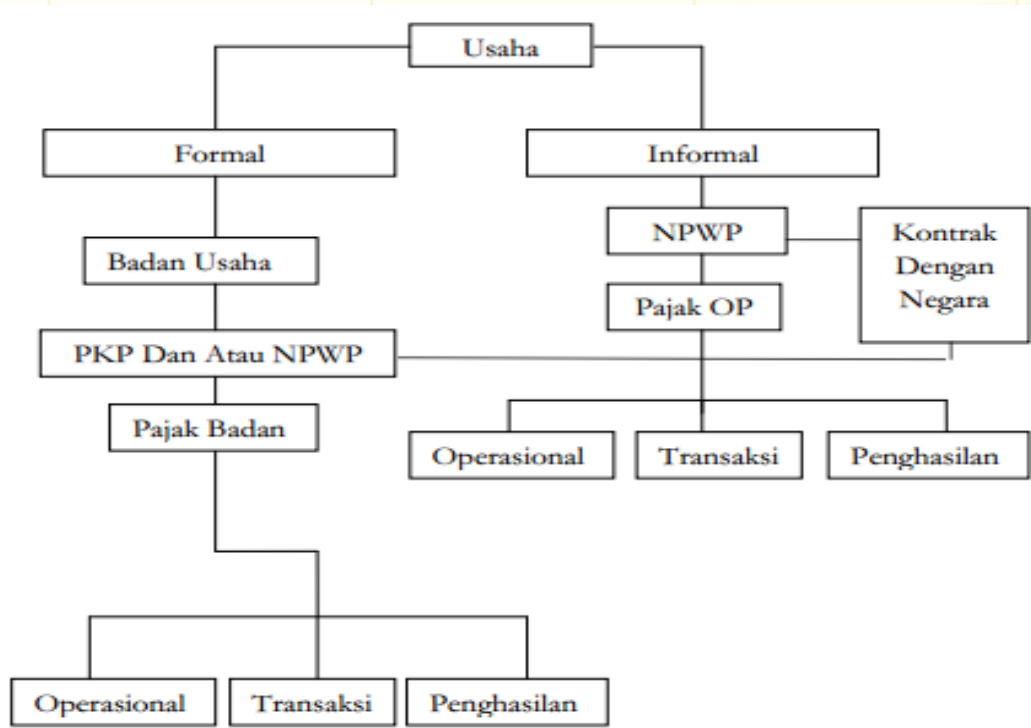 Usaha
Formal
Informal
Badan Usaha
NPWP
Kontrak
Dengan
Negara
Pajak OP
PKP Dan Atau NPWP
Pajak Badan
Operasional
Transaksi
Penghasilan
Operasional
Transaksi
Penghasilan